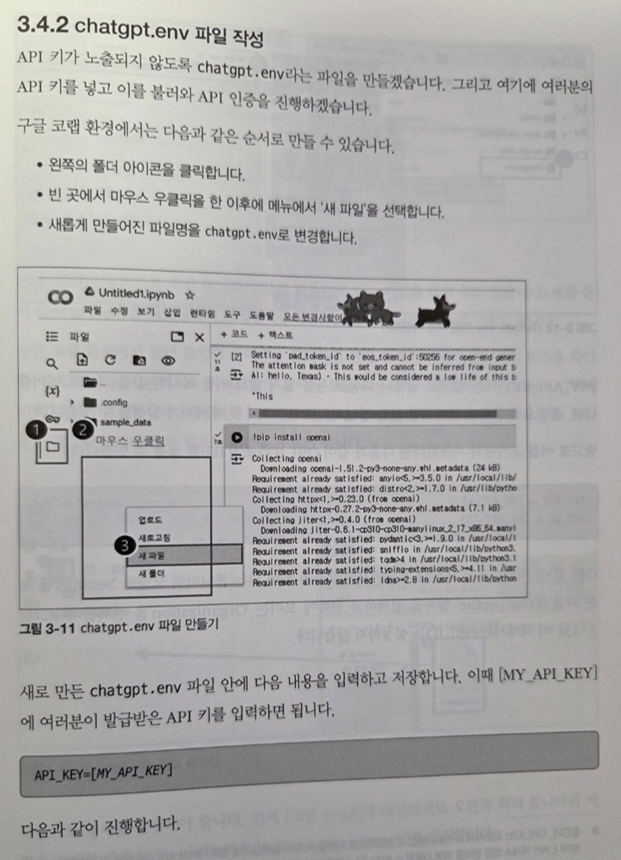 3.4.2 chatgpt.env 파일 작성
API 키가 노출되지 않도록 chatgpt.env라는 파일을 만들겠습니다. 그리고 여기에 여러분의
API 키를 넣고 이를 불러와 API 인증을 진행하겠습니다.
구글 코랩 환경에서는 다음과 같은 순서로 만들 수 있습니다.
• 왼쪽의 폴더 아이콘을 클릭합니다.
• 빈 곳에서 마우스 우클릭을 한 이후에 메뉴에서 '새 파일'을 선택합니다.
• 새롭게 만들어진 파일명을 chatgpt.env로 변경합니다.
Untitled1.ipynb
파일 수정 보기 삽입 런타임 도구 도움말 모든 변경사항이
파일
+ 코드 + 텍스트
..
.config
sample_data
1
2
마우스 우클릭
업로드
새로고침
3
새 파일
새 폴더
[2] Setting `pad_token_id` to `eos_token_id`:50256 for open-end gener
The attention mask is not set and cannot be inferred from input b
AI: hello, Texas) - This would be considered a low life of this b
"This
!pip install openai
Collecting openai
Downloading openai-1.51.2-py3-none-any.whl.metadata (24 kB)
Requirement already satisfied: anyio<5,>=3.5.0 in /usr/local/lib/
Requirement already satisfied: distro<2,>=1.7.0 in /usr/lib/pytho
Collecting httpx<1,>=0.23.0 (from openai)
Downloading httpx-0.27.2-py3-none-any.whl.metadata (7.1 kB)
Collecting jiter<1,>=0.4.0 (from openai)
Downloading jiter-0.6.1-cp310-cp310-manylinux_2_17_x86_64.manyl
Requirement already satisfied: pydantic<3,>=1.9.0 in /usr/local/l
Requirement already satisfied: sniffio in /usr/local/lib/python3.
Requirement already satisfied: tqdm>4 in /usr/local/lib/python3.1
Requirement already satisfied: typing-extensions<5,>=4.11 in /usr
Requirement already satisfied: idna>=2.8 in /usr/local/lib/python
그림 3-11 chatgpt.env 파일 만들기
새로 만든 chatgpt.env 파일 안에 다음 내용을 입력하고 저장합니다. 이때 [MY_API_KEY]
에 여러분이 발급받은 API 키를 입력하면 됩니다.
API_KEY=[MY_API_KEY]
다음과 같이 진행합니다.